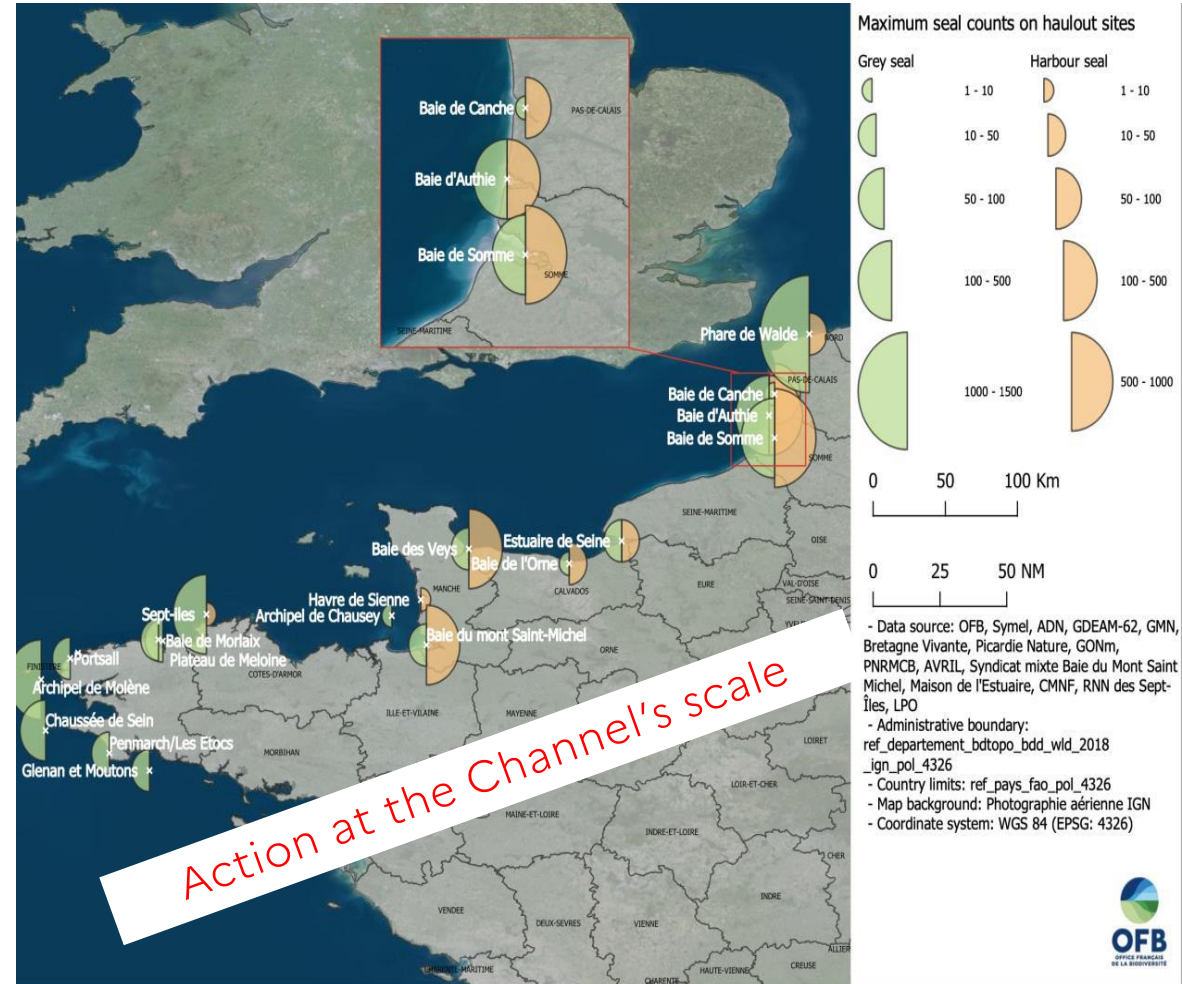 Maximum seal counts on haulout sites
Grey seal
Harbour seal
1 - 10
1 - 10
10 - 50
10 - 50
50 - 100
50 - 100
100 - 500
100 - 500
1000 - 1500
500 - 1000
0 50 100 Km
0 25 50 NM
- Data source: OFB, Symel, ADN, GDEAM-62, GMN,
Bretagne Vivante, Picardie Nature, GONm,
PNRMCB, AVRIL, Syndicat mixte Baie du Mont Saint
Michel, Maison de l'Estuaire, CMNF, RNN des Sept-
Îles, LPO
- Administrative boundary:
ref_departement_bdtopo_bdd_wld_2018
_ign_pol_4326
- Country limits: ref_pays_fao_pol_4326
- Map background: Photographie aérienne IGN
- Coordinate system: WGS 84 (EPSG: 4326)
OFB
OFFICE FRANÇAIS
DE LA BIODIVERSITÉ
Baie de Canche
PAS-DE-CALAIS
Baie d'Authie
Baie de Somme
SOMME
SEINE-MARITIME
Phare de Walde
NORD
PAS-DE-CALAIS
Baie de Canche
Baie d'Authie
Baie de Somme
SOMME
SEINE-MARITIME
OISE
Baie des Veys
Estuaire de Seine
Baie de l'Orne
MANCHE
CALVADOS
EURE
VAL-D'OISE
SEINE-SAINT-DENIS
Havre de Sienne
Archipel de Chausey
Sept-Iles
Baie du mont Saint-Michel
Baie de Morlaix
Plateau de Meloine
Portsall
FINISTERE
Archipel de Molène
COTES-D'ARMOR
ORNE
ILLE-ET-VILAINE
MAYENNE
Chaussée de Sein
Penmarch/Les Etocs
Glenan et Moutons
MORBIHAN
LOIRET
LOIR-ET-CHER
Action at the Channel's scale
MAINE-ET-LOIRE
INDRE-ET-LOIRE
CHER
VENDEE
DEUX-SEVRES
VIENNE
INDRE
ALLIER
CHARENTE-MARITIME
CHARENTE
HAUTE-VIENNE
CREUSE